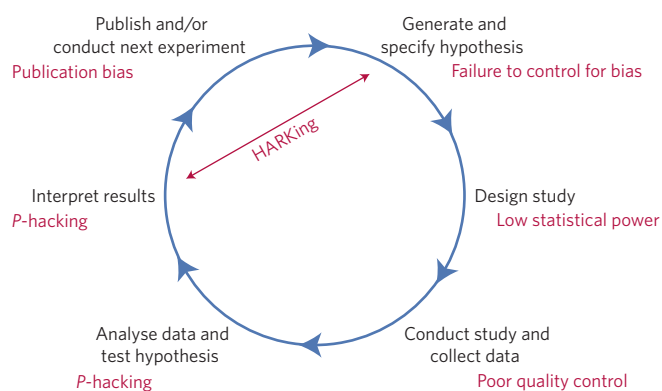 Publish and/or
conduct next experiment
Publication bias
Generate and
specify hypothesis
Failure to control for bias
HARKing
Interpret results
P-hacking
Design study
Low statistical power
Analyse data and
test hypothesis
P-hacking
Conduct study and
collect data
Poor quality control